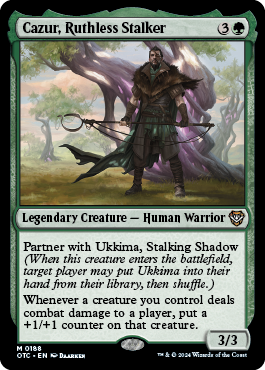 Cazur, Ruthless Stalker 3
Legendary Creature — Human Warrior
Partner with Ukkima, Stalking Shadow
(When this creature enters the battlefield,
target player may put Ukkima into their
hand from their library, then shuffle.)
Whenever a creature you control deals
combat damage to a player, put a
+1/+1 counter on that creature.
3/3
M 0188
OTC • EN DAARKEN
™ & © 2024 Wizards of the Coast